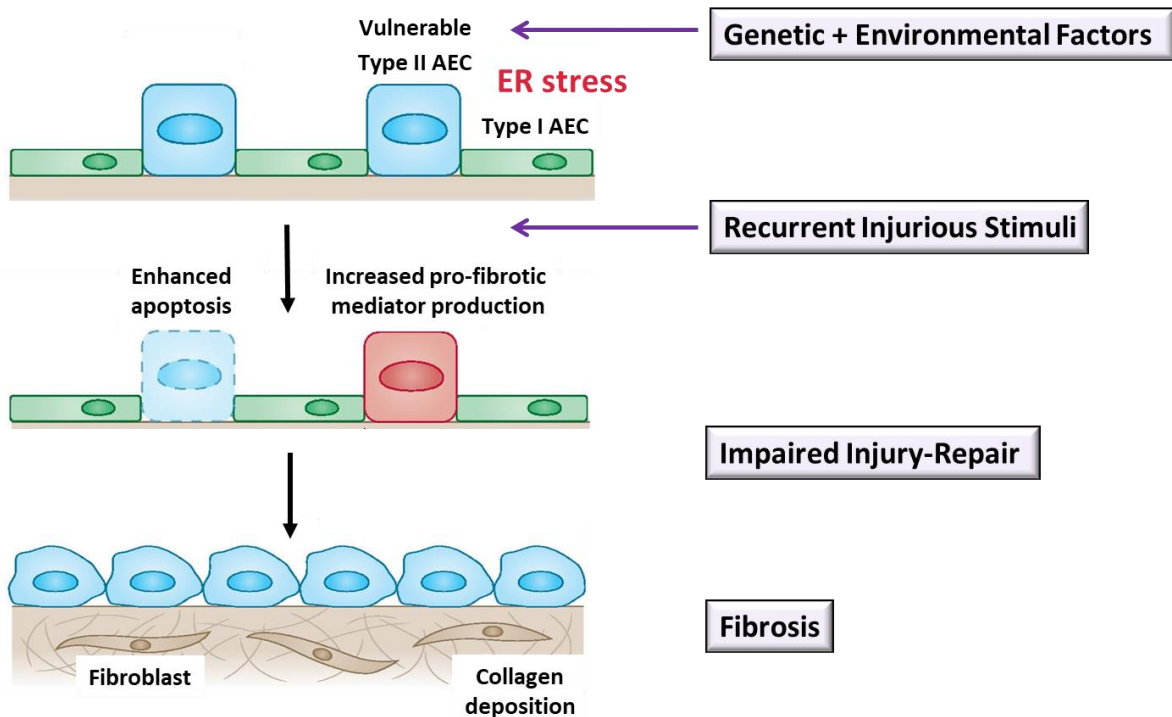 Vulnerable
Type II AEC
Genetic + Environmental Factors
ER stress
Type I AEC
Recurrent Injurious Stimuli
Enhanced
apoptosis
Increased pro-fibrotic
mediator production
Impaired Injury-Repair
Fibrosis
Fibroblast
Collagen
deposition